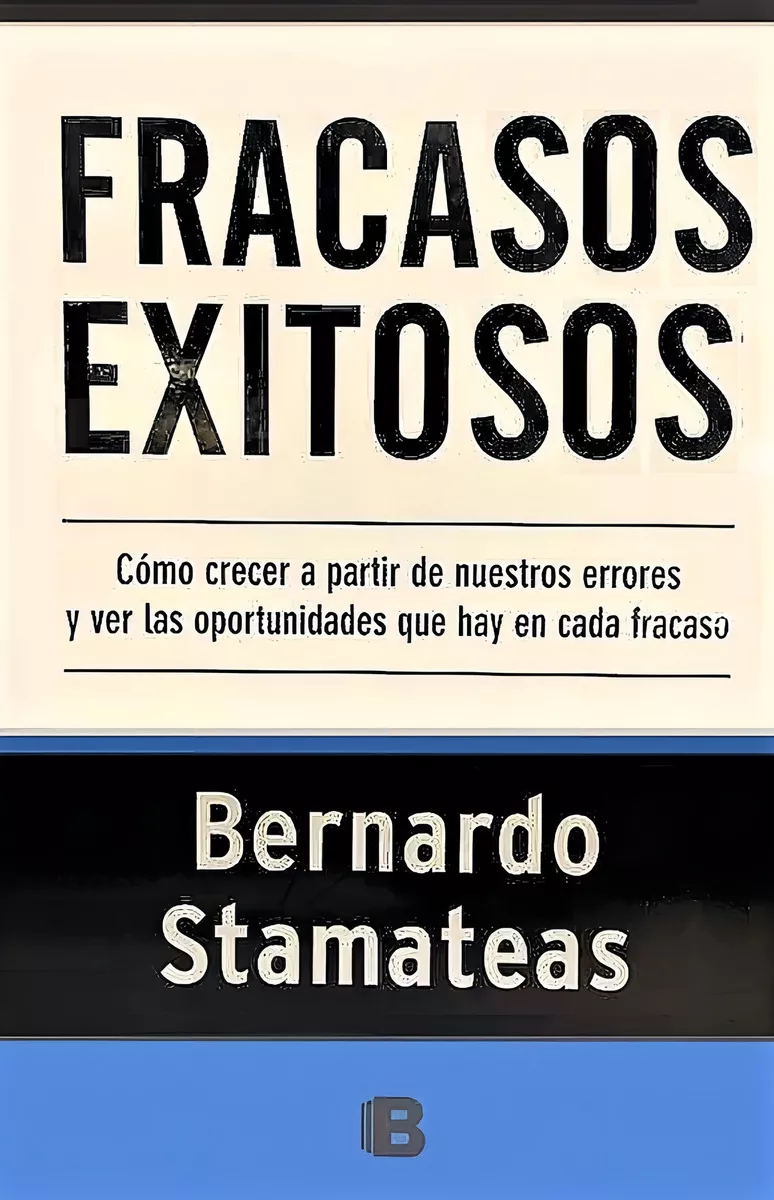 FRACASOS
EXITOSOS
Cómo crecer a partir de nuestros errores
y ver las oportunidades que hay en cada fracaso
Bernardo
Stamateas
B